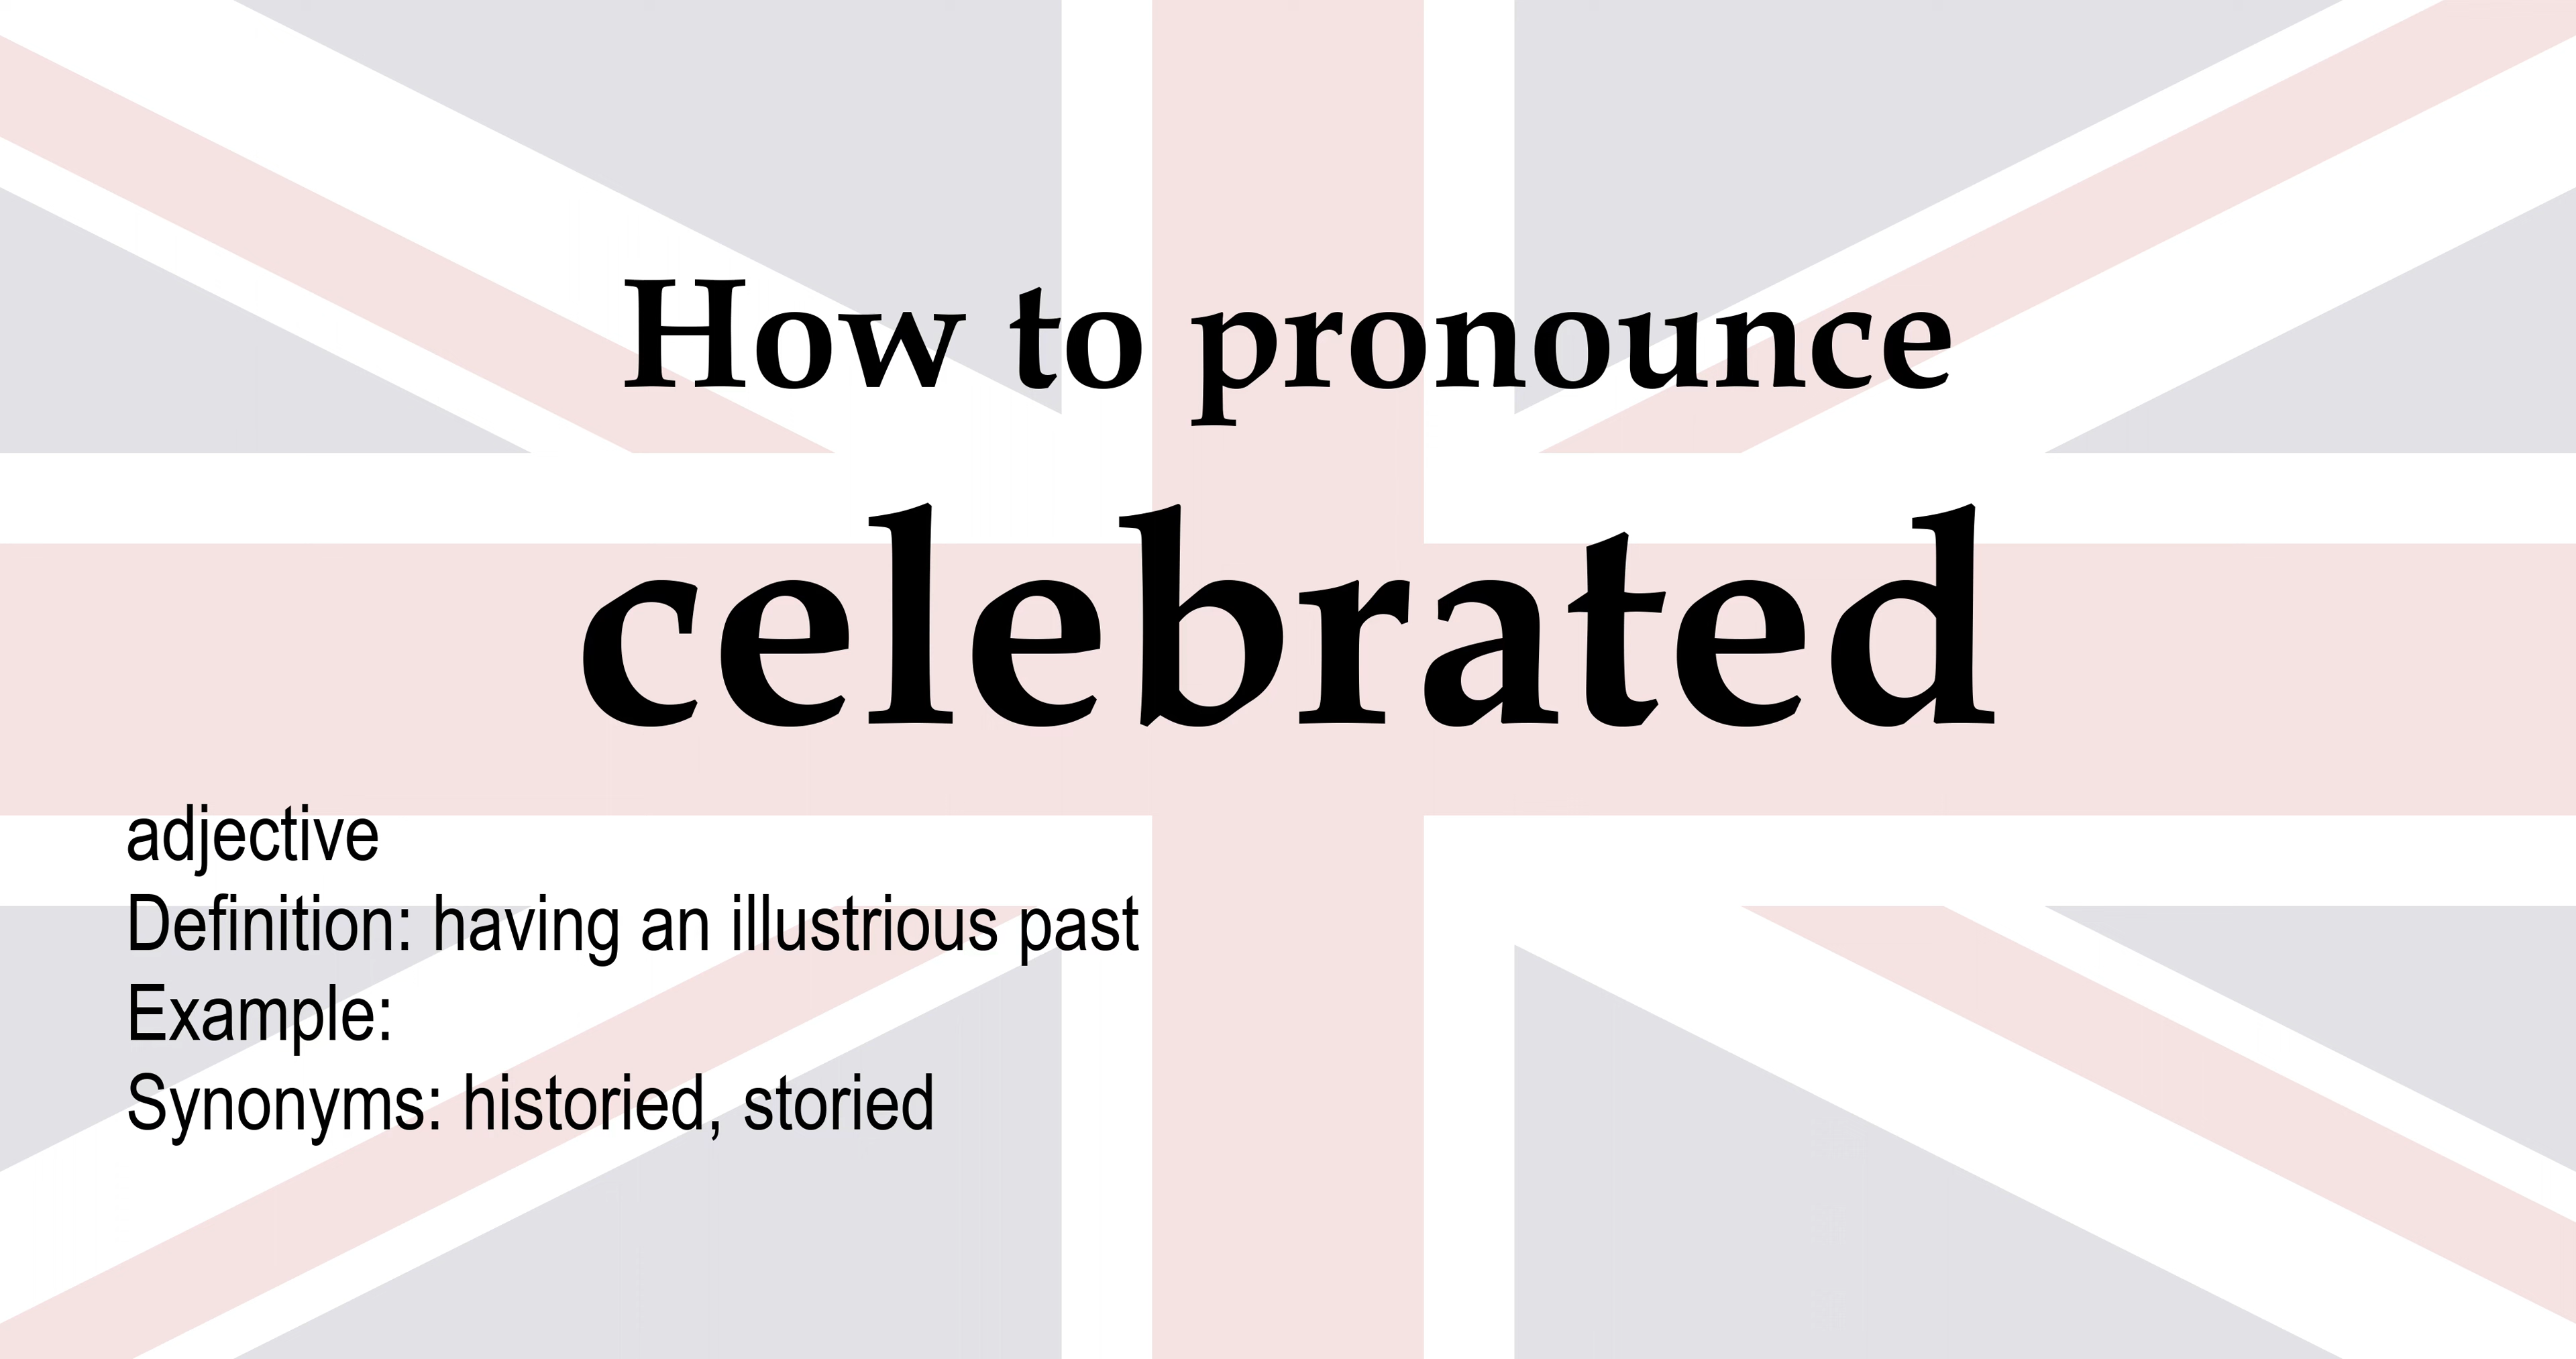 How to pronounce
celebrated
adjective
Definition: having an illustrious past
Example:
Synonyms: historied, storied